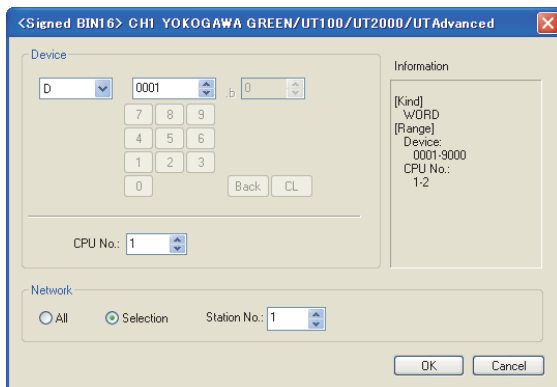 <Signed BIN16> CH1 YOKOGAWA GREEN/UT100/UT2000/UTAdvanced
Device
D 0001 .b 0
7 8 9
4 5 6
1 2 3
0 Back CL
CPU No.: 1
Information
[Kind]
WORD
[Range]
Device:
0001-9000
CPU No.:
1-2
Network
All Selection Station No.: 1
OK Cancel